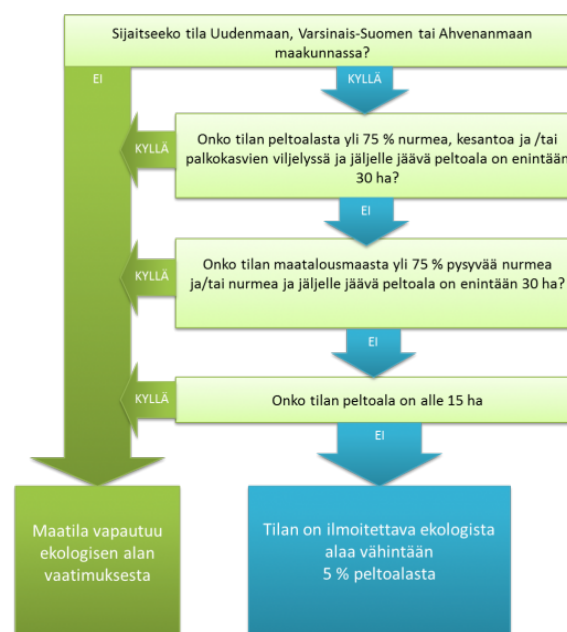 Sijaitseeko tila Uudenmaan, Varsinais-Suomen tai Ahvenanmaan
maakunnassa?
EI
KYLLÄ
Onko tilan peltoalasta yli 75 % nurmea, kesantoa ja /tai
palkokasvien viljelyssä ja jäljelle jäävä peltoala on enintään
30 ha?
KYLLÄ
EI
Onko tilan maatalousmaasta yli 75 % pysyvää nurmea
ja/tai nurmea ja jäljelle jäävä peltoala on enintään 30 ha?
KYLLÄ
EI
Onko tilan peltoala on alle 15 ha
KYLLÄ
EI
Maatila vapautuu
ekologisen alan
vaatimuksesta
Tilan on ilmoitettava ekologista
alaa vähintään
5 % peltoalasta